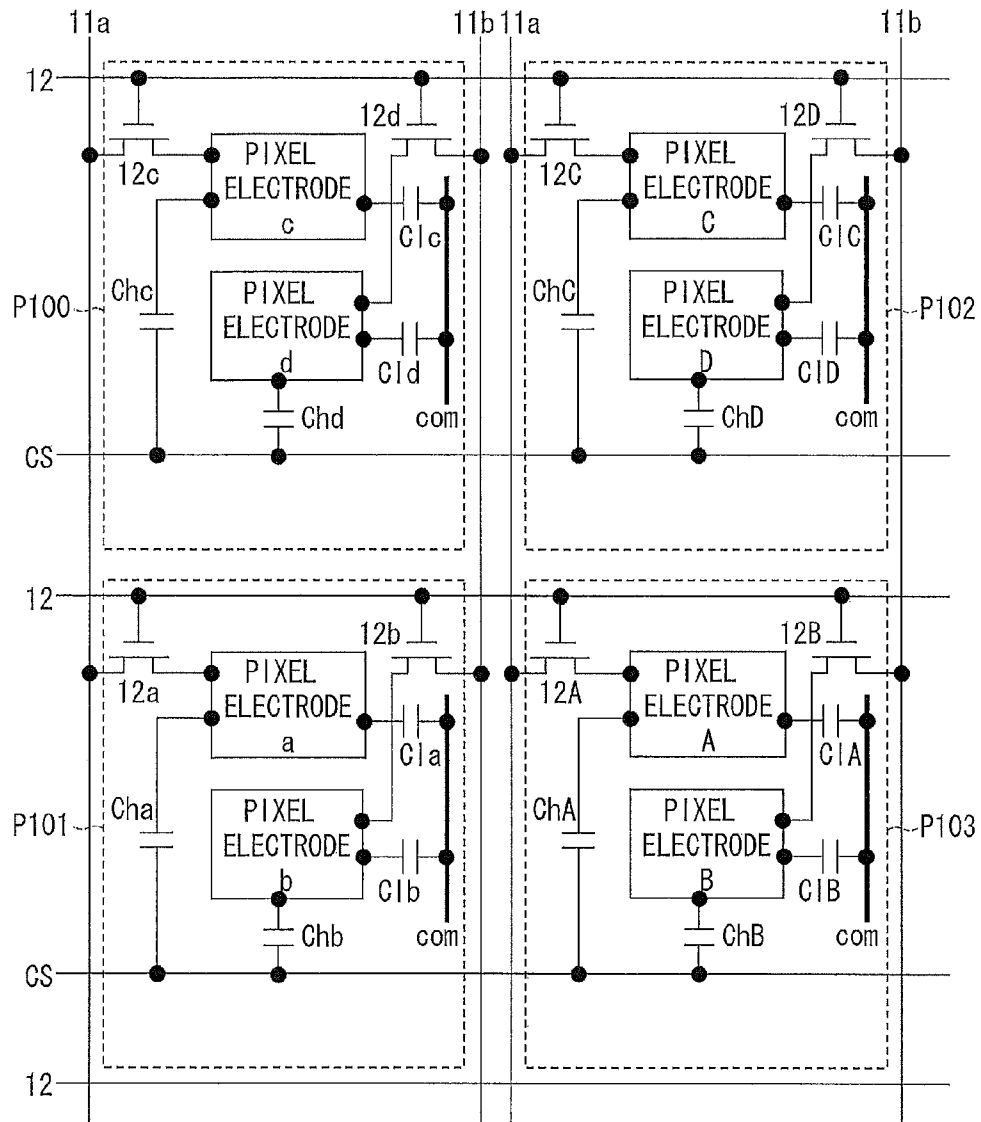 11a 11b 11a 11b
12
12d 12D
PIXEL ELECTRODE c
PIXEL ELECTRODE C
12c 12C
Clc ClC
Chc ChC
P100 P102
PIXEL ELECTRODE d
PIXEL ELECTRODE D
Cld ClD
Chd com ChD com
CS
12
12b 12B
PIXEL ELECTRODE a
PIXEL ELECTRODE A
12a 12A
Cla ClA
Cha ChA
P101 P103
PIXEL ELECTRODE b
PIXEL ELECTRODE B
Clb ClB
Chb com ChB com
CS
12